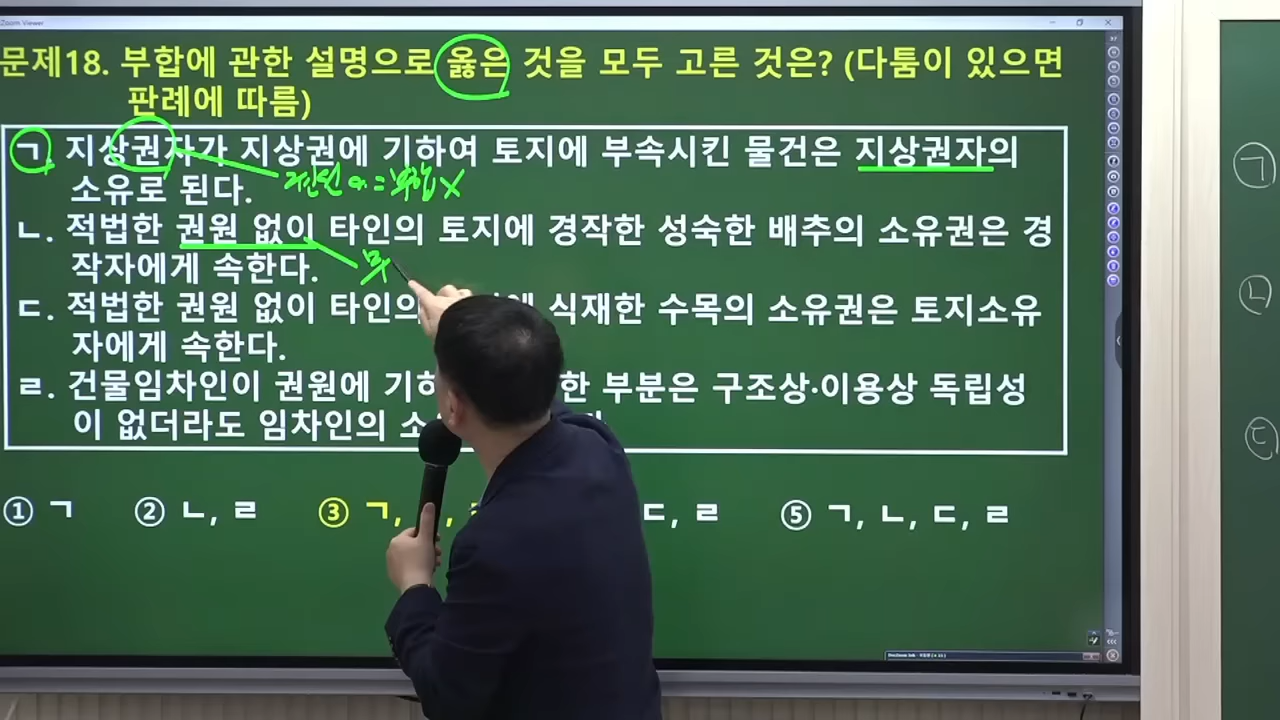 Zoom Viewer
문제18. 부합에 관한 설명으로 옳은 것을 모두 고른 것은? (다툼이 있으면
판례에 따름)
ㄱ. 지상권자가 지상권에 기하여 토지에 부속시킨 물건은 지상권자의
소유로 된다.
권원 o = 부합 X
ㄴ. 적법한 권원 없이 타인의 토지에 경작한 성숙한 배추의 소유권은 경
작자에게 속한다.
무
ㄷ. 적법한 권원 없이 타인의 식재한 수목의 소유권은 토지소유
자에게 속한다.
ㄹ. 건물임차인이 권원에 기하 한 부분은 구조상·이용상 독립성
이 없더라도 임차인의
① ㄱ ② ㄴ, ㄹ ③ ㄱ, ㄷ, ㄹ ⑤ ㄱ, ㄴ, ㄷ, ㄹ
ㄱ
ㄴ
ㄷ